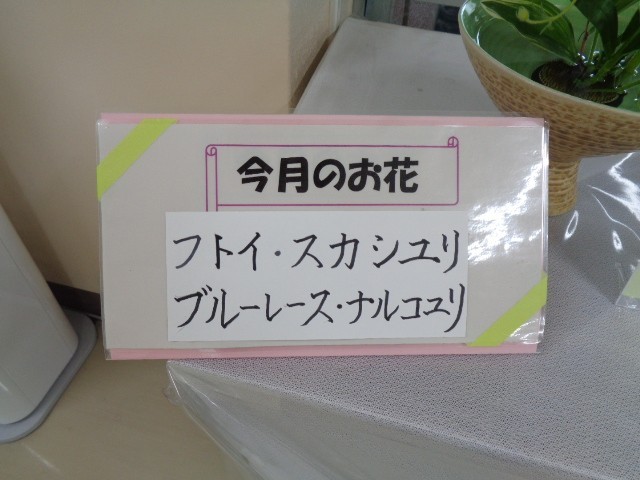 今月のお花
フトイ・スカシユリ
ブルーレース・ナルコユリ